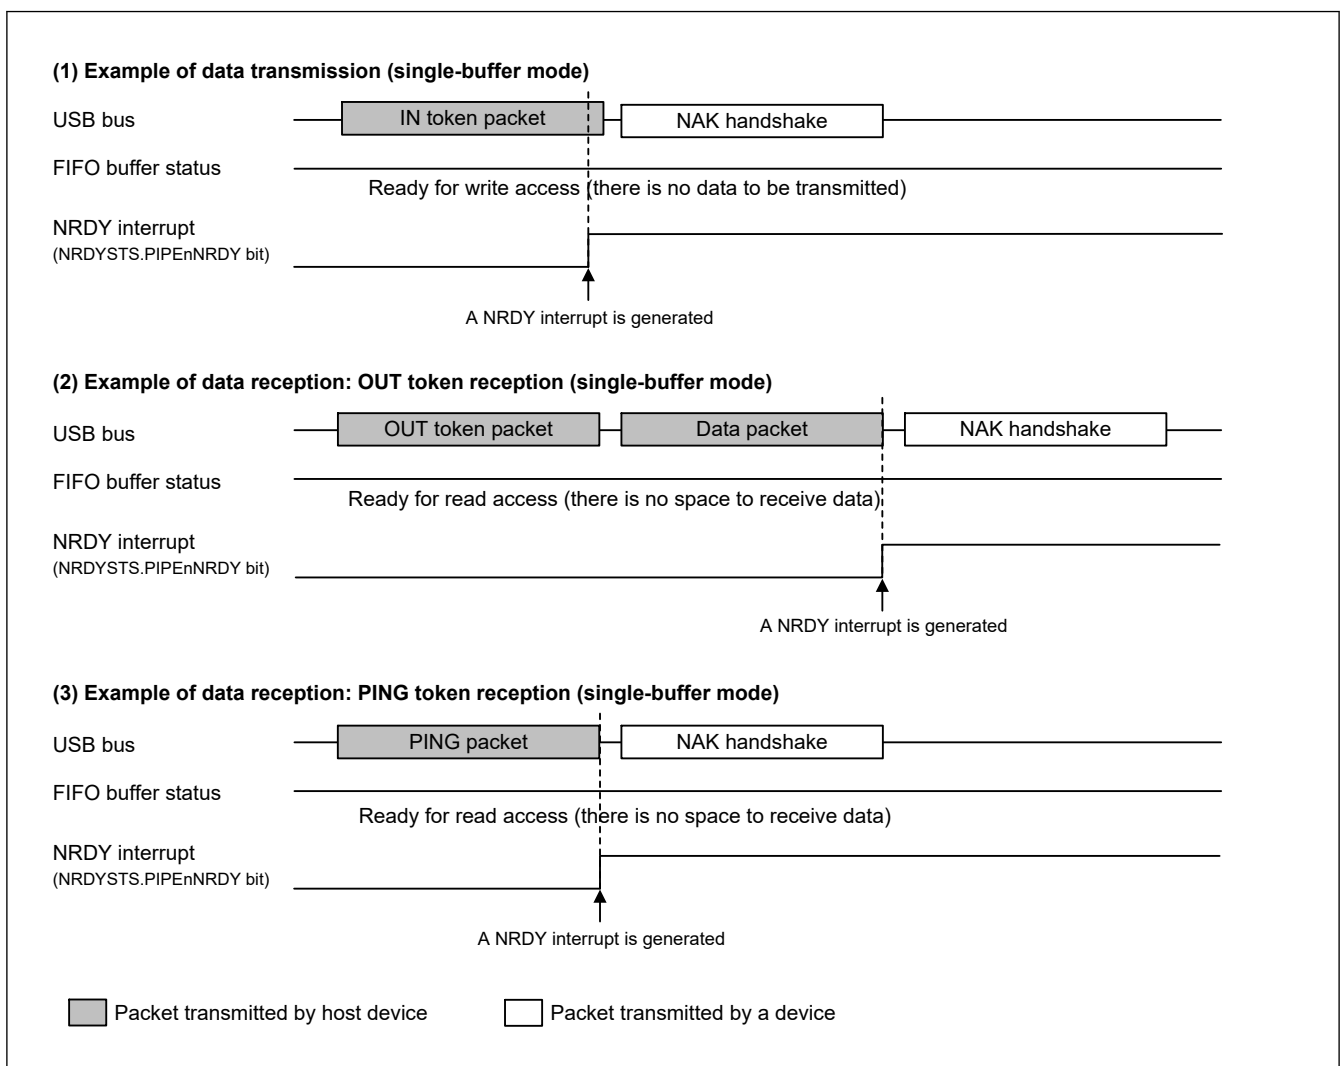 (1) Example of data transmission (single-buffer mode)
USB bus
IN token packet
NAK handshake
FIFO buffer status
Ready for write access (there is no data to be transmitted)
NRDY interrupt
(NRDYSTS.PIPEnNRDY bit)
A NRDY interrupt is generated
(2) Example of data reception: OUT token reception (single-buffer mode)
USB bus
OUT token packet
Data packet
NAK handshake
FIFO buffer status
Ready for read access (there is no space to receive data)
NRDY interrupt
(NRDYSTS.PIPEnNRDY bit)
A NRDY interrupt is generated
(3) Example of data reception: PING token reception (single-buffer mode)
USB bus
PING packet
NAK handshake
FIFO buffer status
Ready for read access (there is no space to receive data)
NRDY interrupt
(NRDYSTS.PIPEnNRDY bit)
A NRDY interrupt is generated
Packet transmitted by host device
Packet transmitted by a device